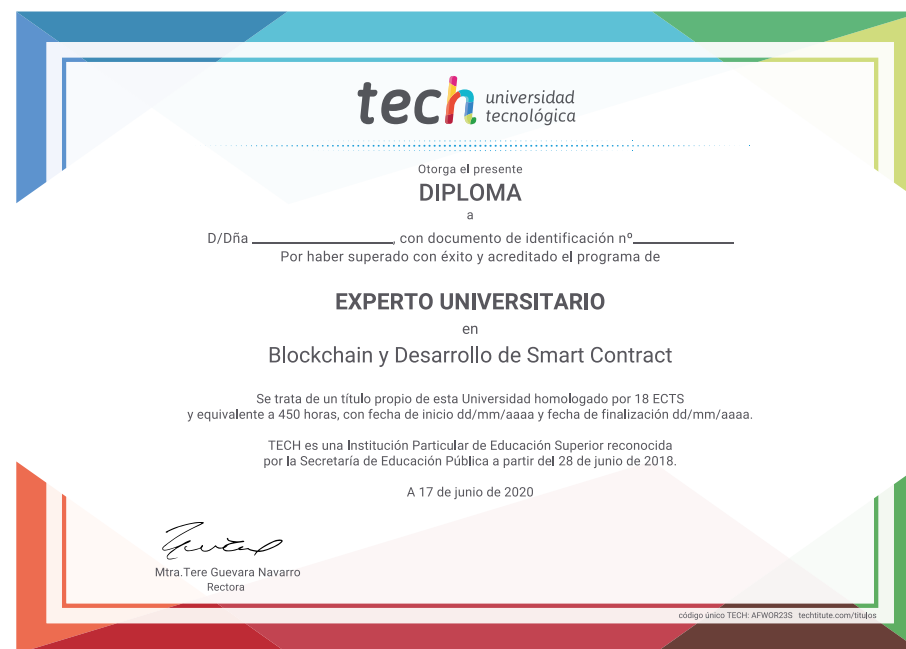 tech universidad
tecnológica
Otorga el presente
DIPLOMA
a
D/Dña ____________________, con documento de identificación nº______________
Por haber superado con éxito y acreditado el programa de
EXPERTO UNIVERSITARIO
en
Blockchain y Desarrollo de Smart Contract
Se trata de un título propio de esta Universidad homologado por 18 ECTS
y equivalente a 450 horas, con fecha de inicio dd/mm/aaaa y fecha de finalización dd/mm/aaaa.
TECH es una Institución Particular de Educación Superior reconocida
por la Secretaría de Educación Pública a partir del 28 de junio de 2018.
A 17 de junio de 2020
Mtra.Tere Guevara Navarro
Rectora
código único TECH: AFWOR23S techtitute.com/titulos